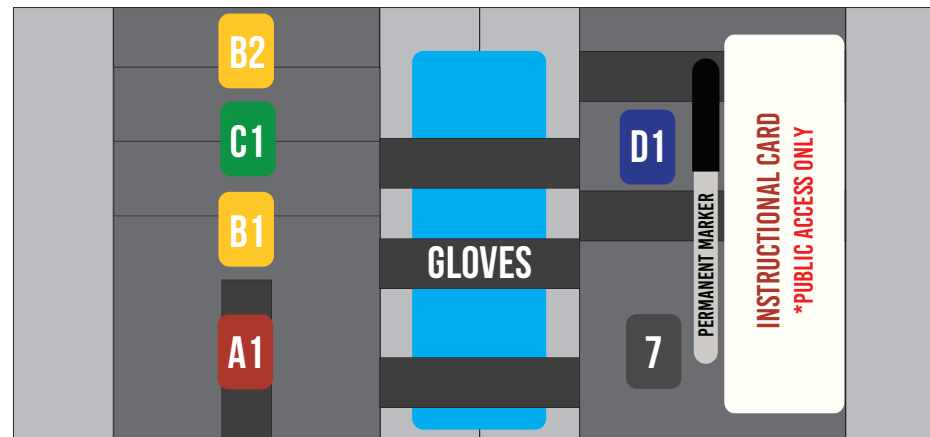 B2
C1
B1
A1
GLOVES
D1
7
PERMANENT MARKER
INSTRUCTIONAL CARD
*PUBLIC ACCESS ONLY